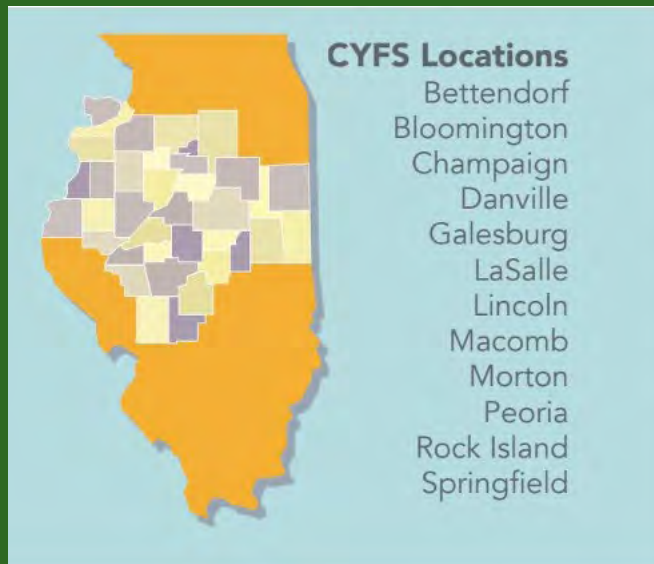 CYFS Locations
Bettendorf
Bloomington
Champaign
Danville
Galesburg
LaSalle
Lincoln
Macomb
Morton
Peoria
Rock Island
Springfield